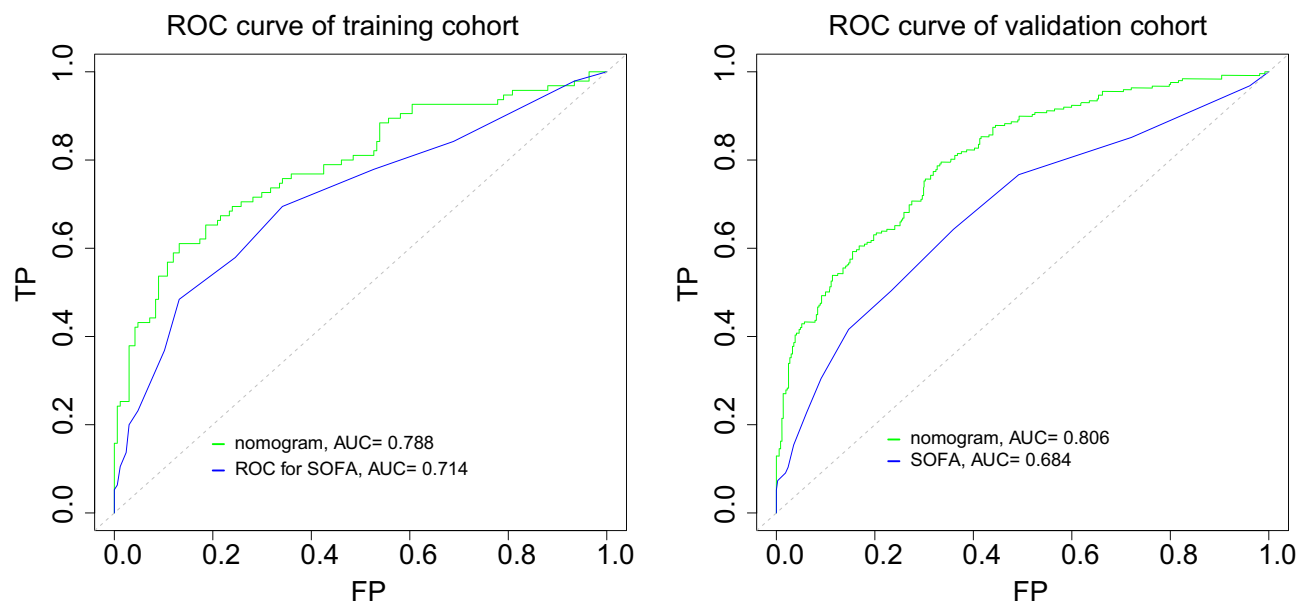 ROC curve of training cohort
1.0
0.8
0.6
0.4
0.2
0.0
TP
nomogram, AUC= 0.788
ROC for SOFA, AUC= 0.714
0.0 0.2 0.4 0.6 0.8 1.0
FP
ROC curve of validation cohort
1.0
0.8
0.6
0.4
0.2
0.0
TP
nomogram, AUC= 0.806
SOFA, AUC= 0.684
0.0 0.2 0.4 0.6 0.8 1.0
FP